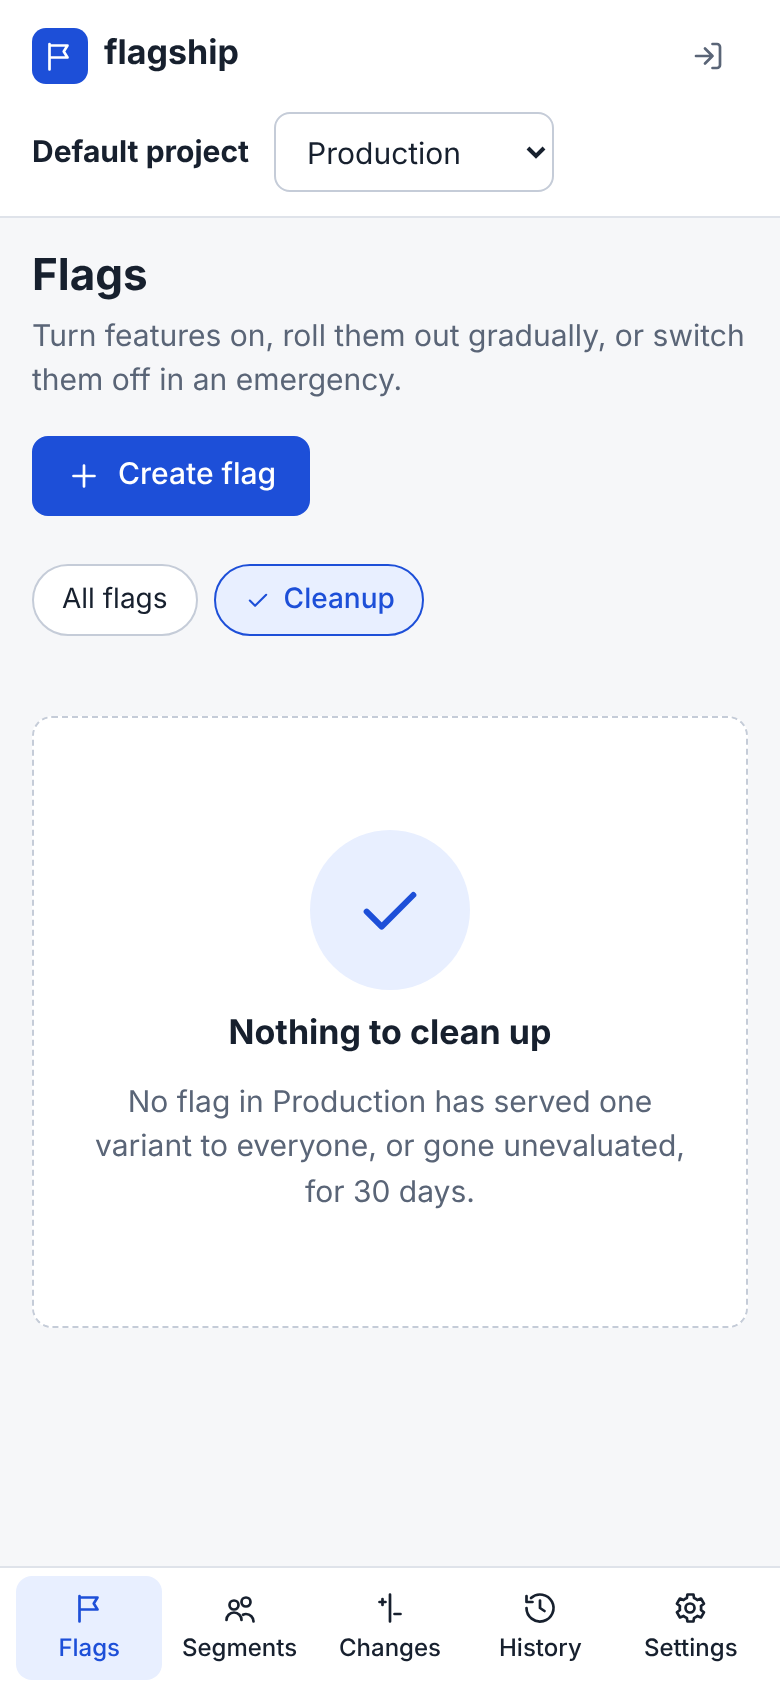 flagship
Default project
Production
Flags
Turn features on, roll them out gradually, or switch
them off in an emergency.
Create flag
All flags
Cleanup
Nothing to clean up
No flag in Production has served one
variant to everyone, or gone unevaluated,
for 30 days.
Flags
Segments
Changes
History
Settings